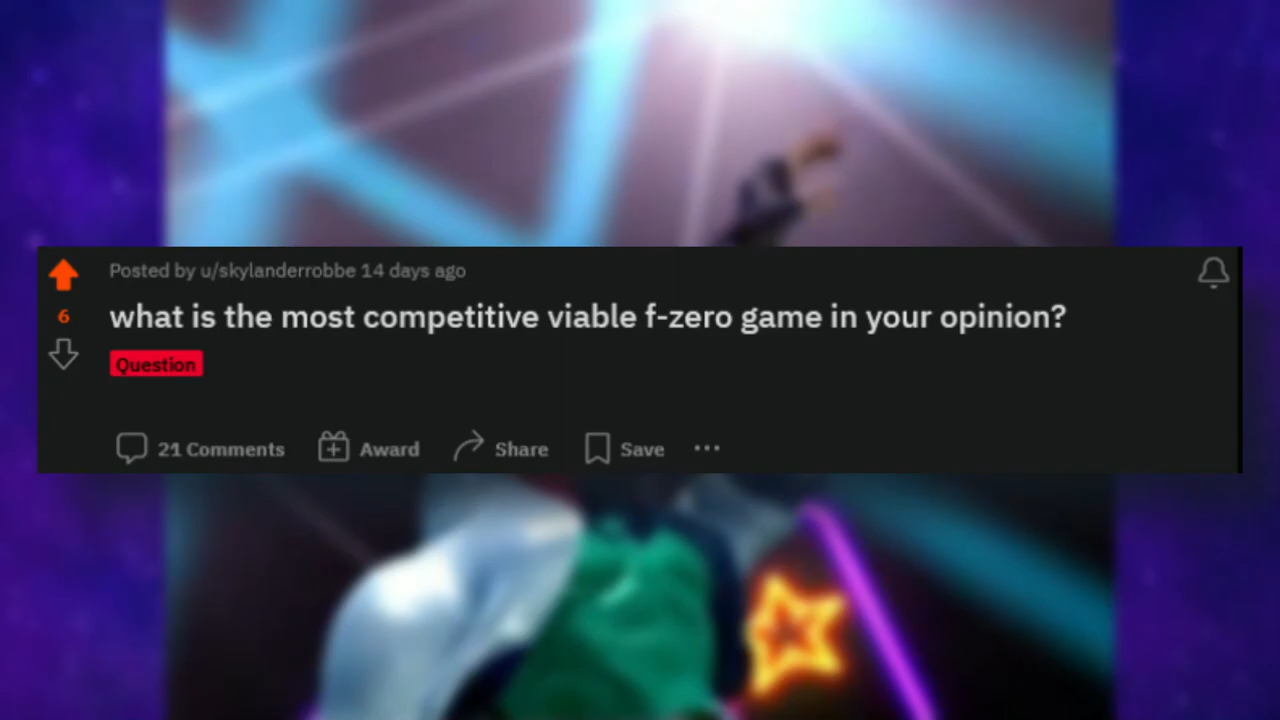 Posted by u/skylanderrobbe 14 days ago
6
what is the most competitive viable f-zero game in your opinion?
Question
21 Comments Award Share Save